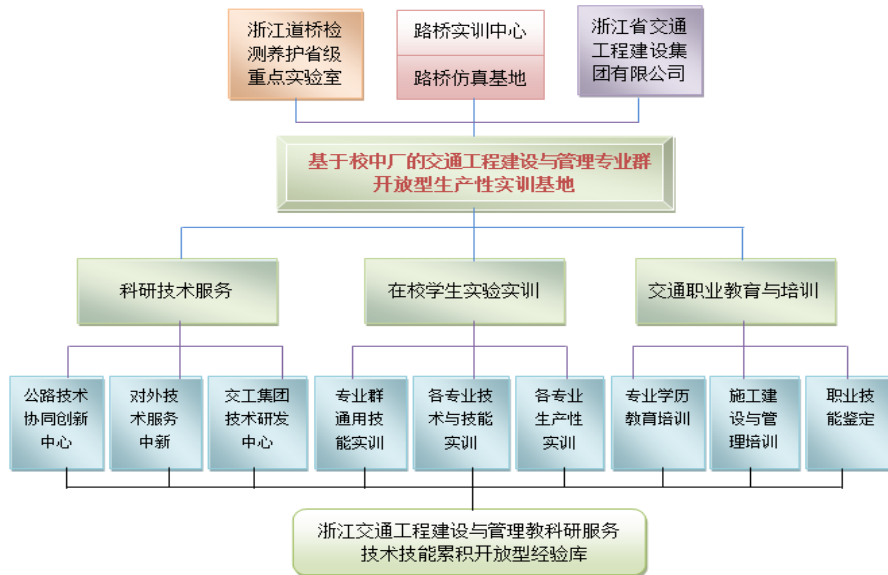 浙江道桥检
测养护省级
重点实验室
路桥实训中心
路桥仿真基地
浙江省交通
工程建设集
团有限公司
基于校中厂的交通工程建设与管理专业群
开放型生产性实训基地
科研技术服务
在校学生实验实训
交通职业教育与培训
公路技术
协同创新
中心
对外技
术服务
中新
交工集团
技术研发
中心
专业群
通用技
能实训
各专业技
术与技能
实训
各专业
生产性
实训
专业学历
教育培训
施工建
设与管
理培训
职业技
能鉴定
浙江交通工程建设与管理教科研服务
技术技能累积开放型经验库